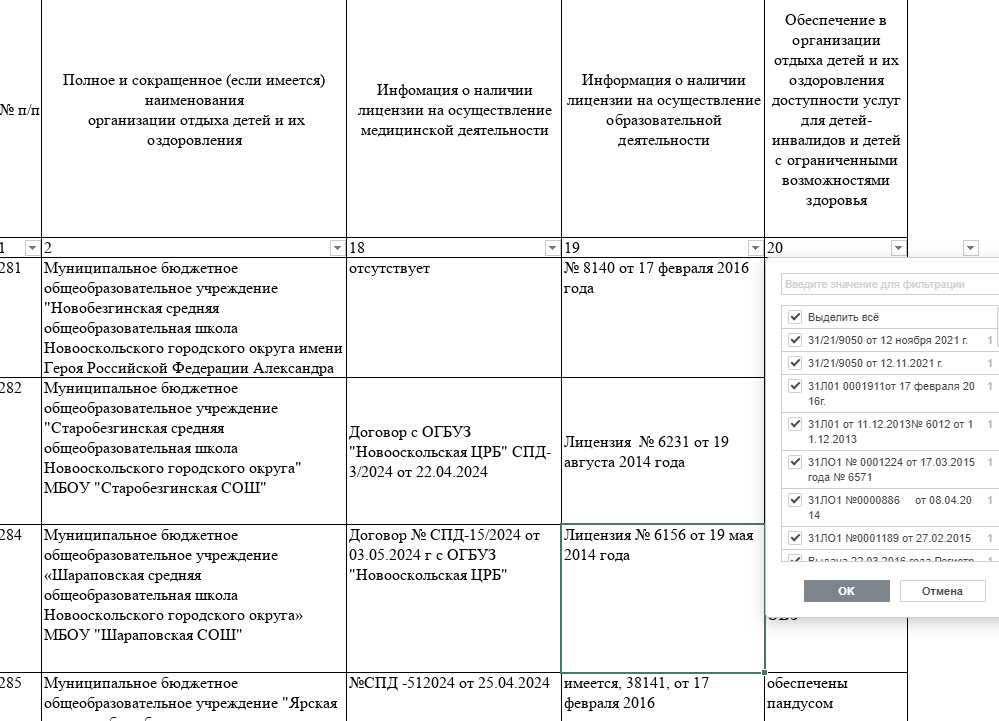 № п/п
Полное и сокращенное (если имеется)
наименования
организации отдыха детей и их
оздоровления
Инфомация о наличии
лицензии на осуществление
медицинской деятельности
Информация о наличии
лицензии на осуществление
образовательной
деятельности
Обеспечение в
организации
отдыха детей и их
оздоровления
доступности услуг
для детей-
инвалидов и детей
с ограниченными
возможностями
здоровья
1
2
18
19
20
281
Муниципальное бюджетное
общеобразовательное учреждение
"Новобезгинская средняя
общеобразовательная школа
Новооскольского городского округа имени
Героя Российской Федерации Александра
отсутствует
№ 8140 от 17 февраля 2016
года
282
Муниципальное бюджетное
общеобразовательное учреждение
"Старобезгинская средняя
общеобразовательная школа
Новооскольского городского округа"
МБОУ "Старобезгинская СОШ"
Договор с ОГБУЗ
"Новооскольская ЦРБ" СПД-
3/2024 от 22.04.2024
Лицензия № 6231 от 19
августа 2014 года
284
Муниципальное бюджетное
общеобразовательное учреждение
«Шараповская средняя
общеобразовательная школа
Новооскольского городского округа»
МБОУ "Шараповская СОШ"
Договор № СПД-15/2024 от
03.05.2024 г с ОГБУЗ
"Новооскольская ЦРБ"
Лицензия № 6156 от 19 мая
2014 года
285
Муниципальное бюджетное
общеобразовательное учреждение "Ярская
№СПД -512024 от 25.04.2024
имеется, 38141, от 17
февраля 2016
обеспечены
пандусом
Введите значение для фильтрации
Выделить всё
31/21/9050 от 12 ноября 2021 г. 1
31/21/9050 от 12.11.2021 г. 1
31Л01 0001911от 17 февраля 20 1
16г.
31Л01 от 11.12.2013№ 6012 от 1 1
1.12.2013
31ЛО1 № 0001224 от 17.03.2015 1
года № 6571
31ЛО1 №0000886 от 08.04.20 1
14
31ЛО1 №0001189 от 27.02.2015 1
Выдана 22.03.2016 года Регистр 1
ОК
Отмена